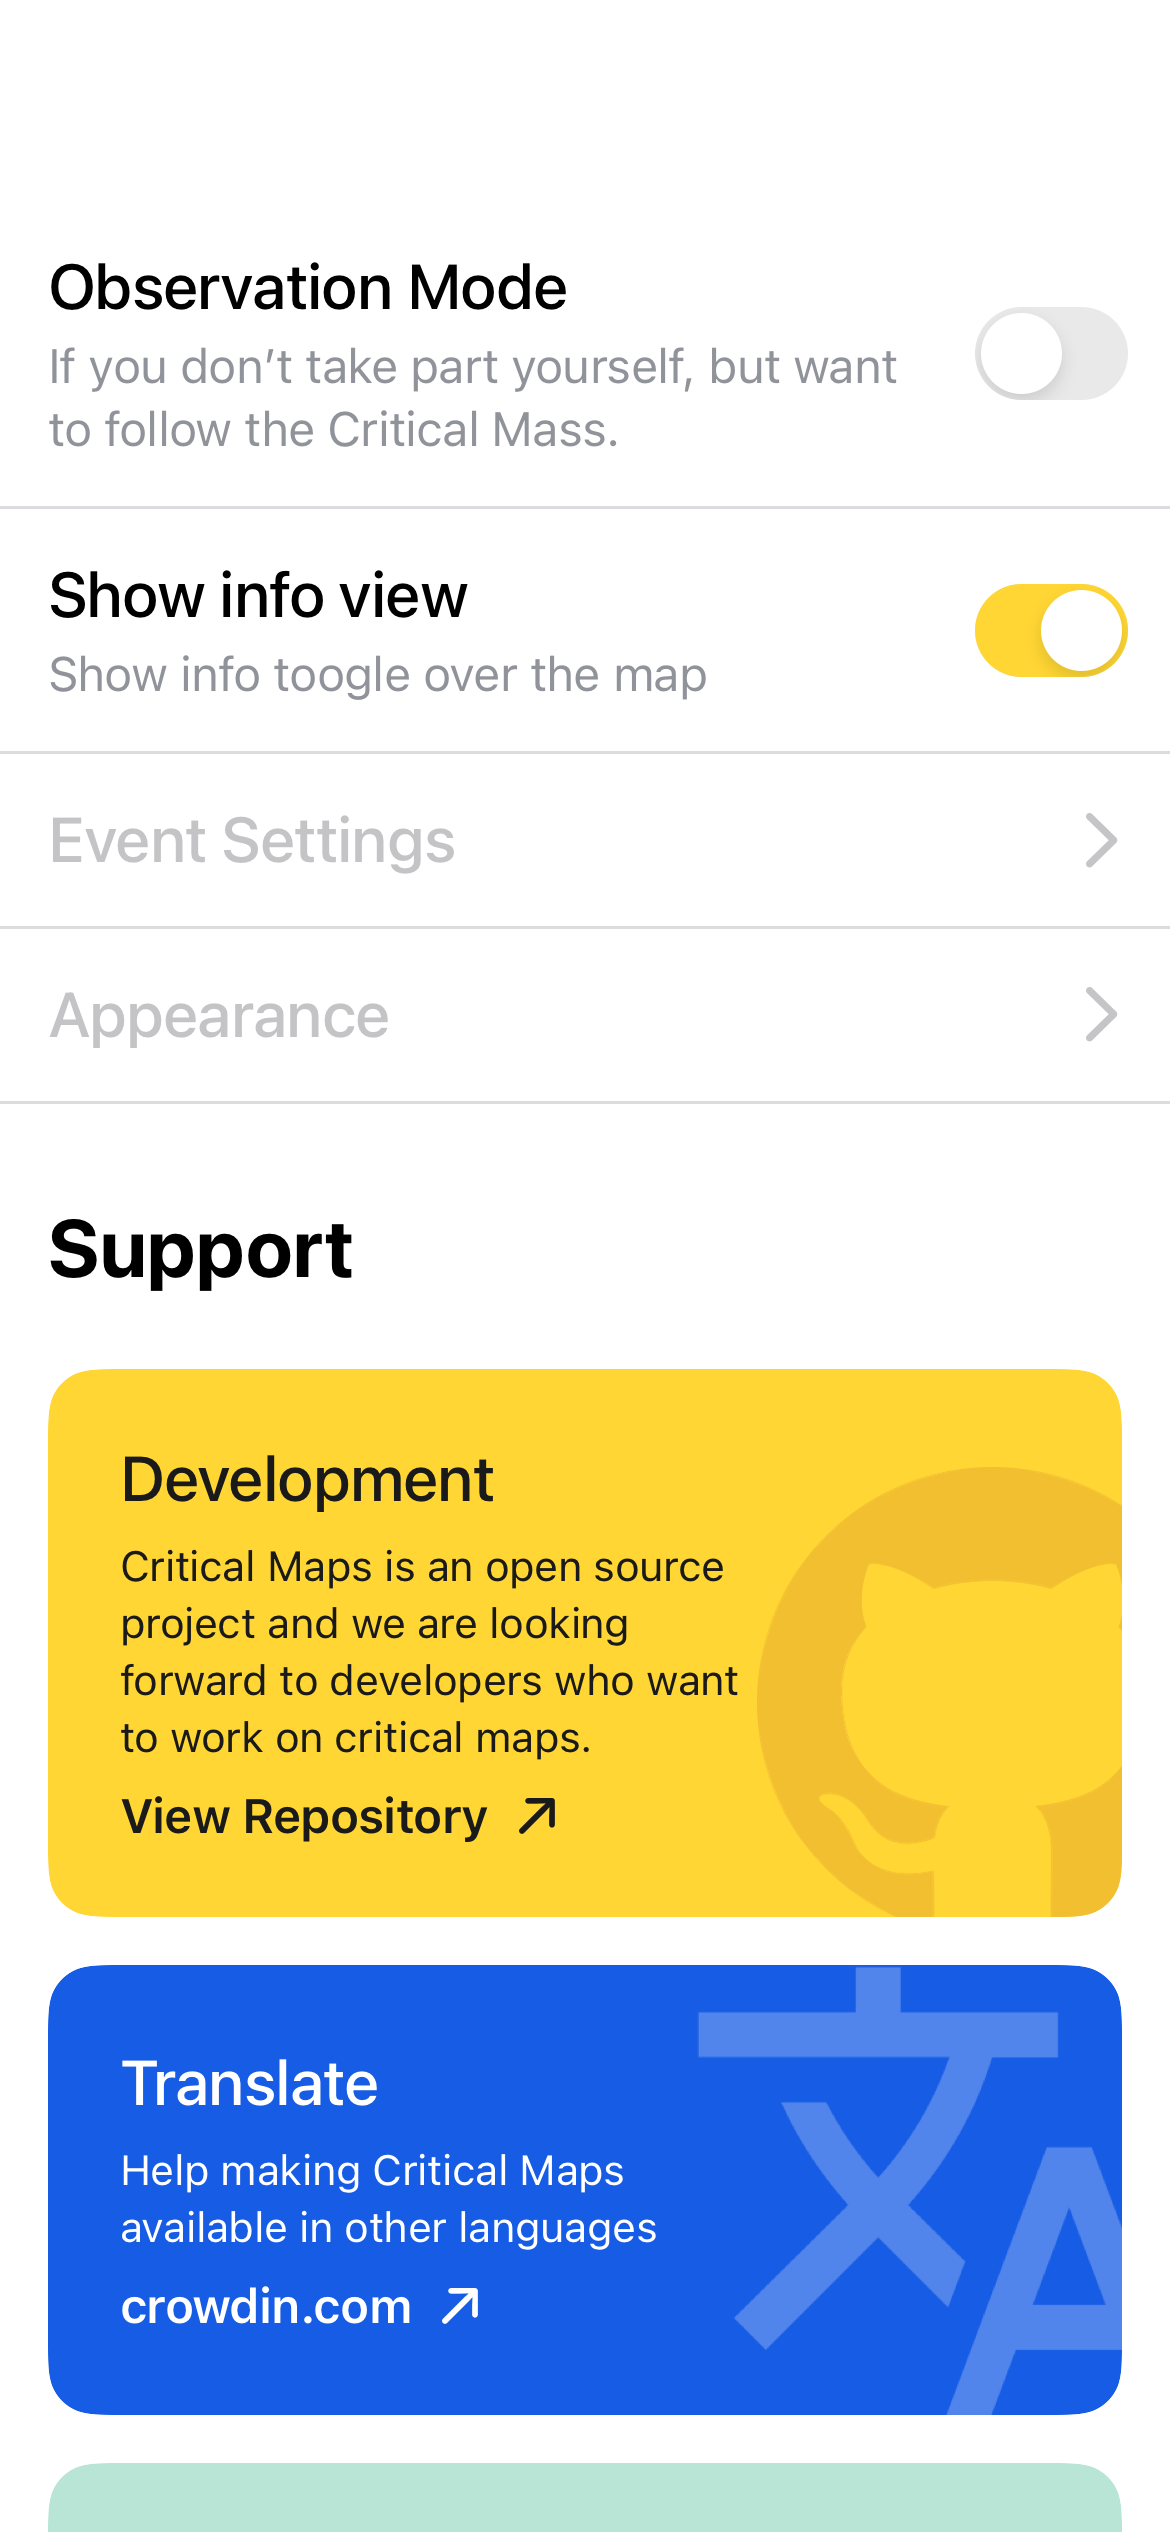 Observation Mode
If you don’t take part yourself, but want
to follow the Critical Mass.
Show info view
Show info toogle over the map
Event Settings
Appearance
Support
Development
Critical Maps is an open source
project and we are looking
forward to developers who want
to work on critical maps.
View Repository
Translate
Help making Critical Maps
available in other languages
crowdin.com